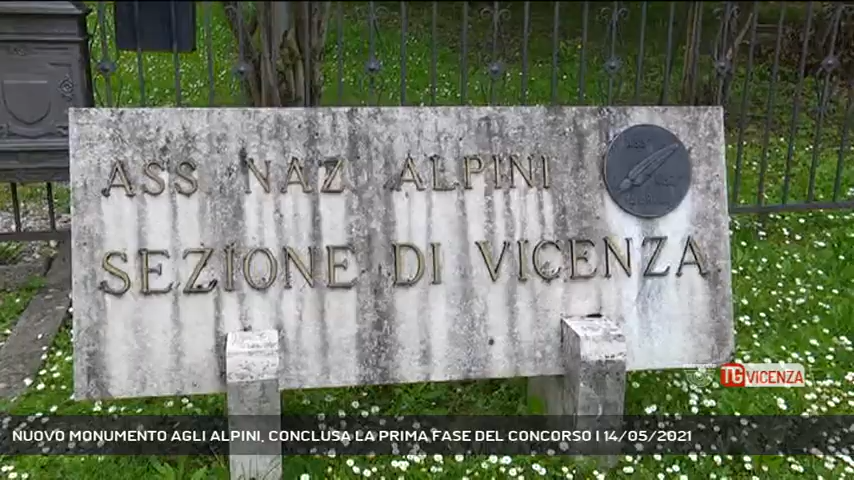 ASS. NAZ. ALPINI
SEZIONE DI VICENZA
TG VICENZA
NUOVO MONUMENTO AGLI ALPINI, CONCLUSA LA PRIMA FASE DEL CONCORSO | 14/05/2021